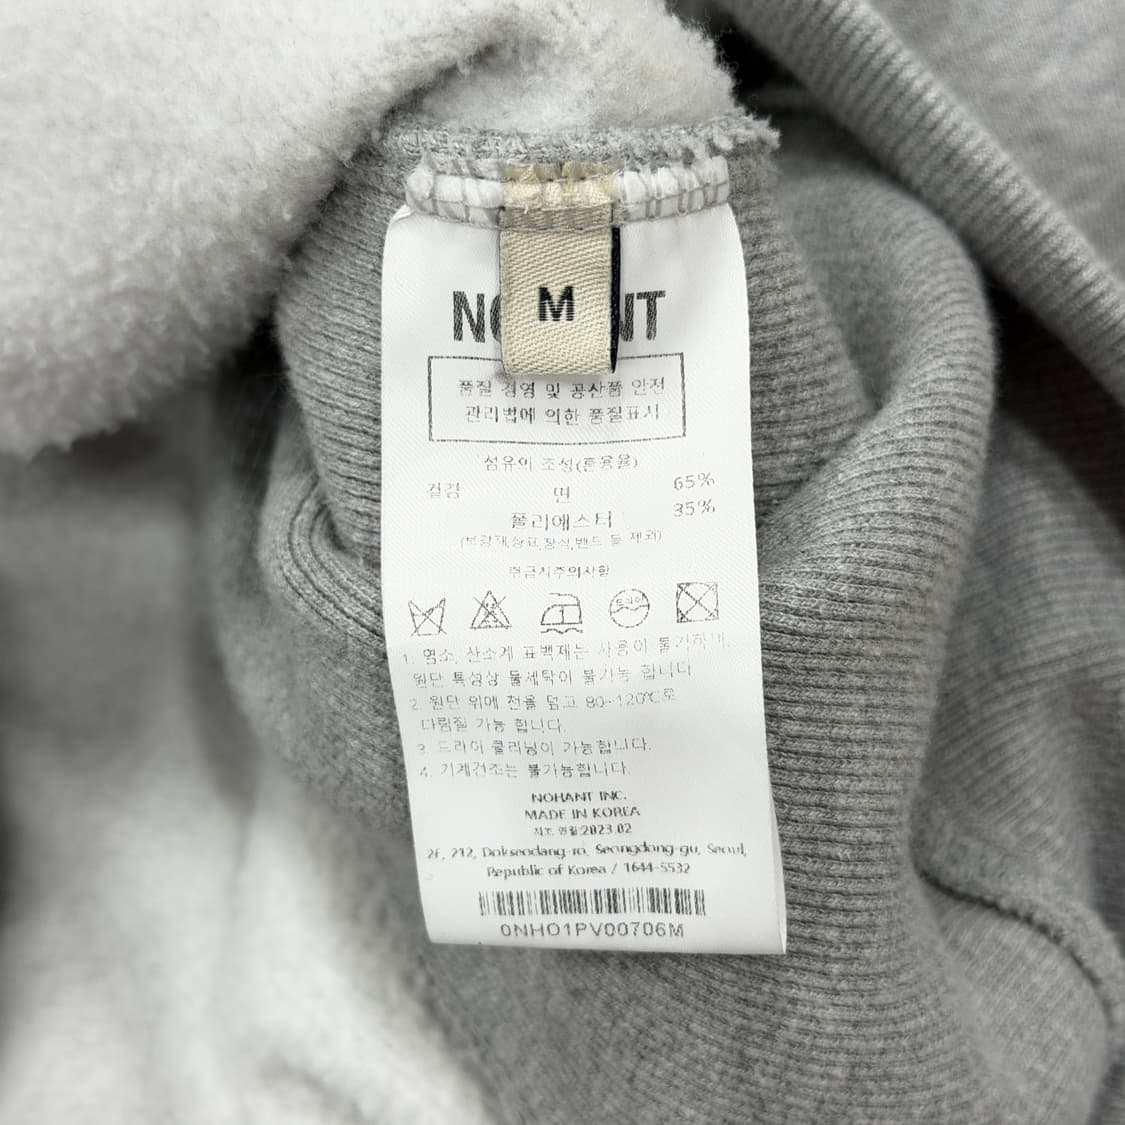 M
NOHANT
품질 경영 및 공산품 안전
관리법에 의한 품질표시
섬유의 조성(혼용율)
겉감 면 65%
폴리에스터 35%
(보강재,상표,장식,밴드 등 제외)
취급시주의사항
드라이
1. 염소, 산소계 표백제는 사용이 불가하며,
원단 특성상 물세탁이 불가능 합니다
2. 원단 위에 천을 덮고 80~120℃로
다림질 가능 합니다.
3. 드라이 클리닝이 가능합니다.
4. 기계건조는 불가능합니다.
NOHANT INC.
MADE IN KOREA
제조 연월:2023.02
2F, 212, Dokseodang-ro, Seongdong-gu, Seoul,
Republic of Korea / 1644-5532
0NHO1PV00706M